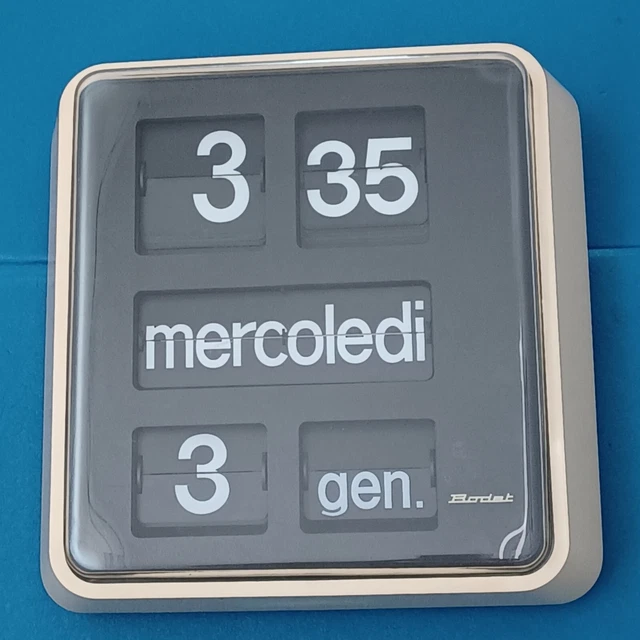 3 35
mercoledi
3 gen.
Bodet